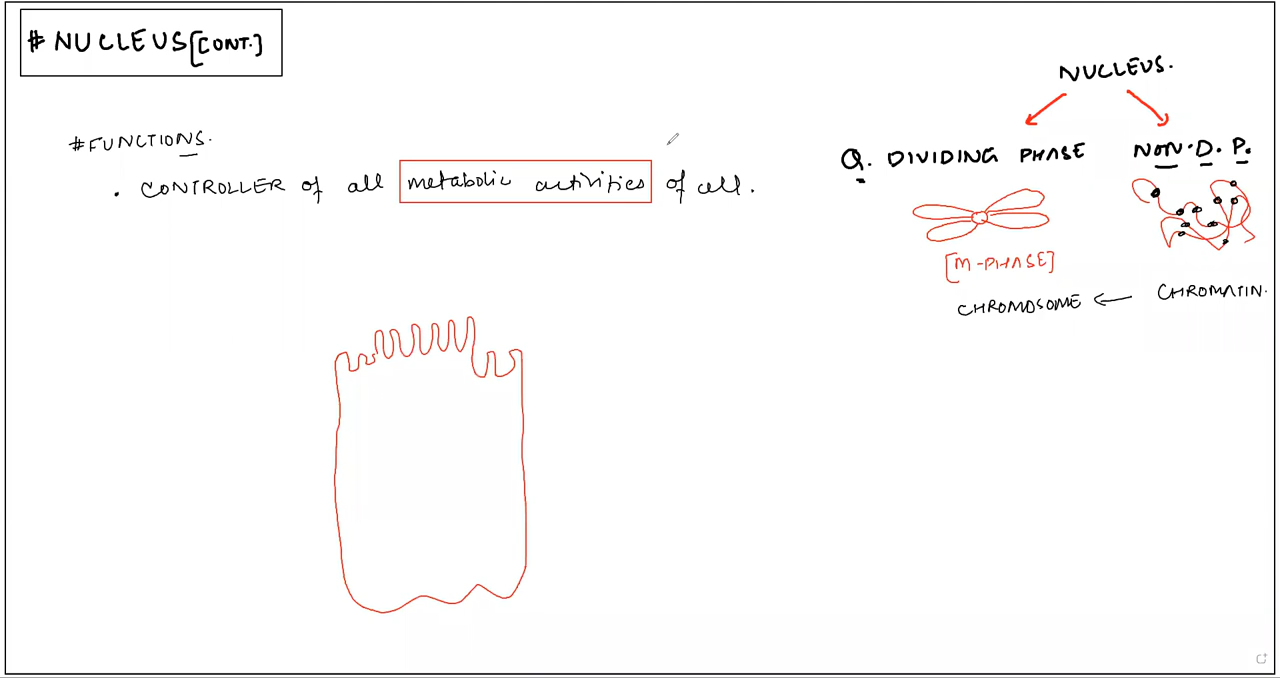 # NUCLEUS [CONT.]
# FUNCTIONS.
. CONTROLLER of all metabolic activities of cell.
NUCLEUS.
Q. DIVIDING PHASE NON. D. P.
[M-PHASE]
CHROMOSOME ← CHROMATIN.